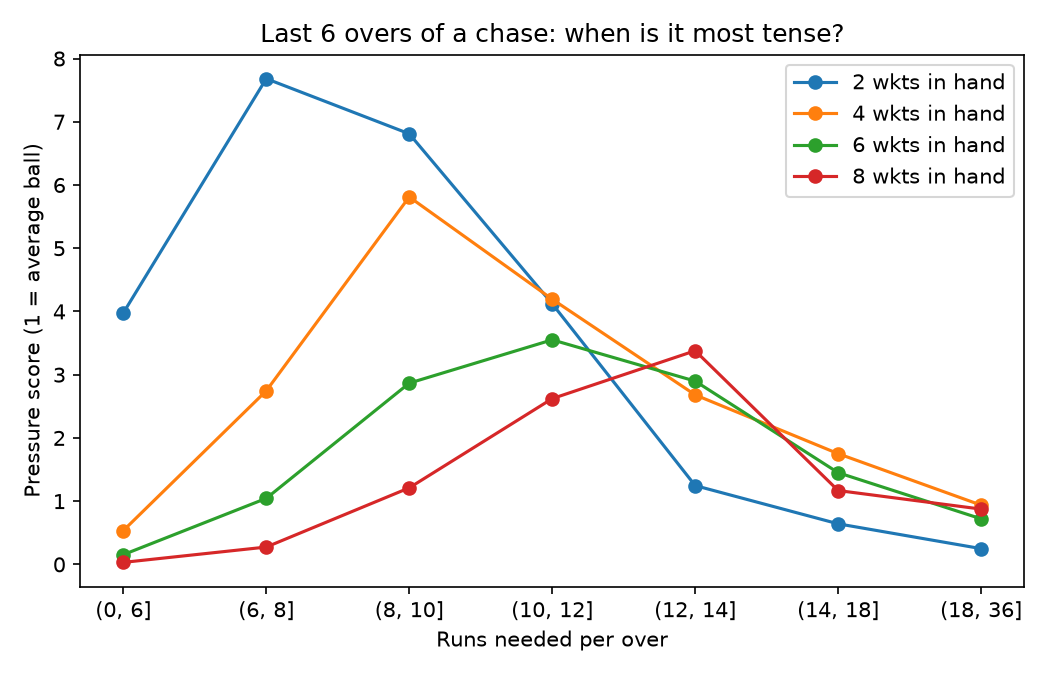 Last 6 overs of a chase: when is it most tense?
Pressure score (1 = average ball)
8
7
6
5
4
3
2
1
0
2 wkts in hand
4 wkts in hand
6 wkts in hand
8 wkts in hand
(0, 6]
(6, 8]
(8, 10]
(10, 12]
(12, 14]
(14, 18]
(18, 36]
Runs needed per over